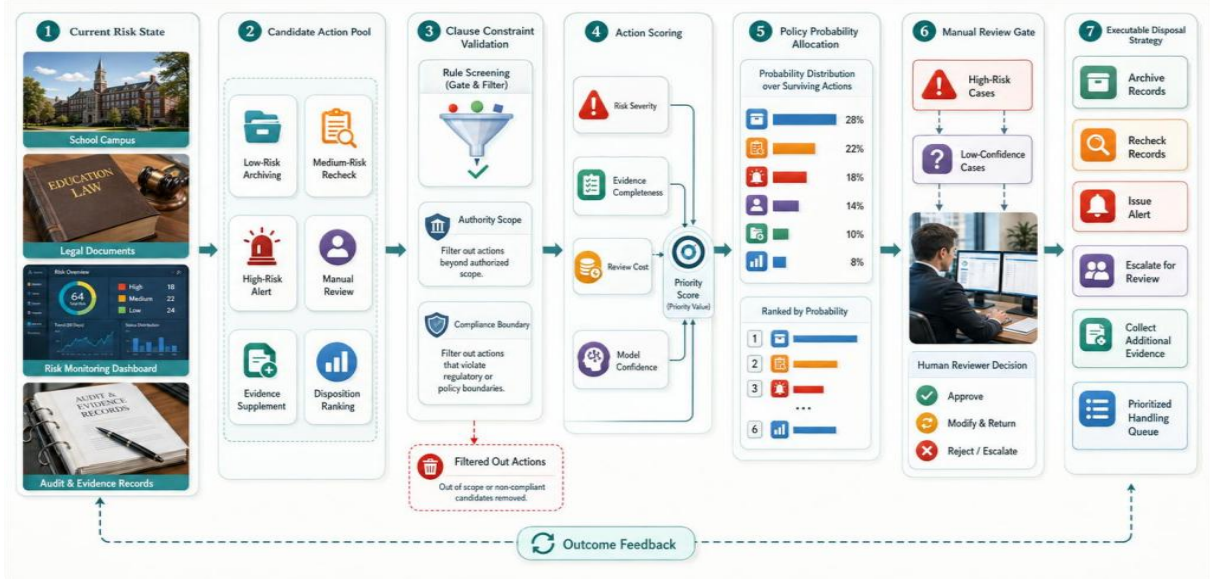 1 Current Risk State
School Campus
EDUCATION
LAW
Legal Documents
Risk Overview
64
High 18
Medium 22
Low 24
Risk Monitoring Dashboard
AUDIT &
EVIDENCE
RECORDS
Audit & Evidence Records
2 Candidate Action Pool
Low-Risk
Archiving
Medium-Risk
Recheck
High-Risk
Alert
Manual
Review
Evidence
Supplement
Disposition
Ranking
3 Clause Constraint
Validation
Rule Screening
(Gate & Filter)
Authority Scope
Filter out actions
beyond authorized
scope.
Compliance Boundary
Filter out actions
that violate
regulatory or
policy boundaries.
Filtered Out Actions
Out of scope or non-compliant
candidates removed.
4 Action Scoring
Risk Severity
Evidence
Completeness
Review Cost
Model
Confidence
Priority
Score
(Priority Value)
5 Policy Probability
Allocation
Probability Distribution
over Surviving Actions
28%
22%
18%
14%
10%
8%
Ranked by Probability
1
2
3
...
6
6 Manual Review Gate
High-Risk
Cases
?
Low-Confidence
Cases
Human Reviewer Decision
Approve
Modify & Return
Reject / Escalate
7 Executable Disposal
Strategy
Archive
Records
Recheck
Records
Issue
Alert
Escalate for
Review
Collect
Additional
Evidence
Prioritized
Handling
Queue
Outcome Feedback